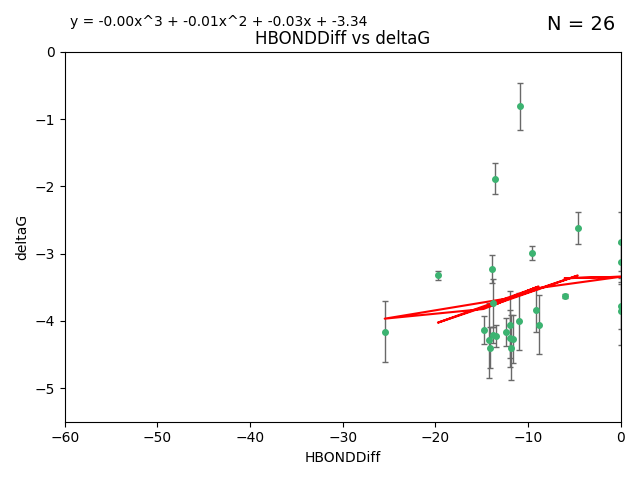 y = -0.00x^3 + -0.01x^2 + -0.03x + -3.34
N = 26
HBONDDiff vs deltaG
0
−1
−2
−3
−4
−5
deltaG
−60 −50 −40 −30 −20 −10 0
HBONDDiff